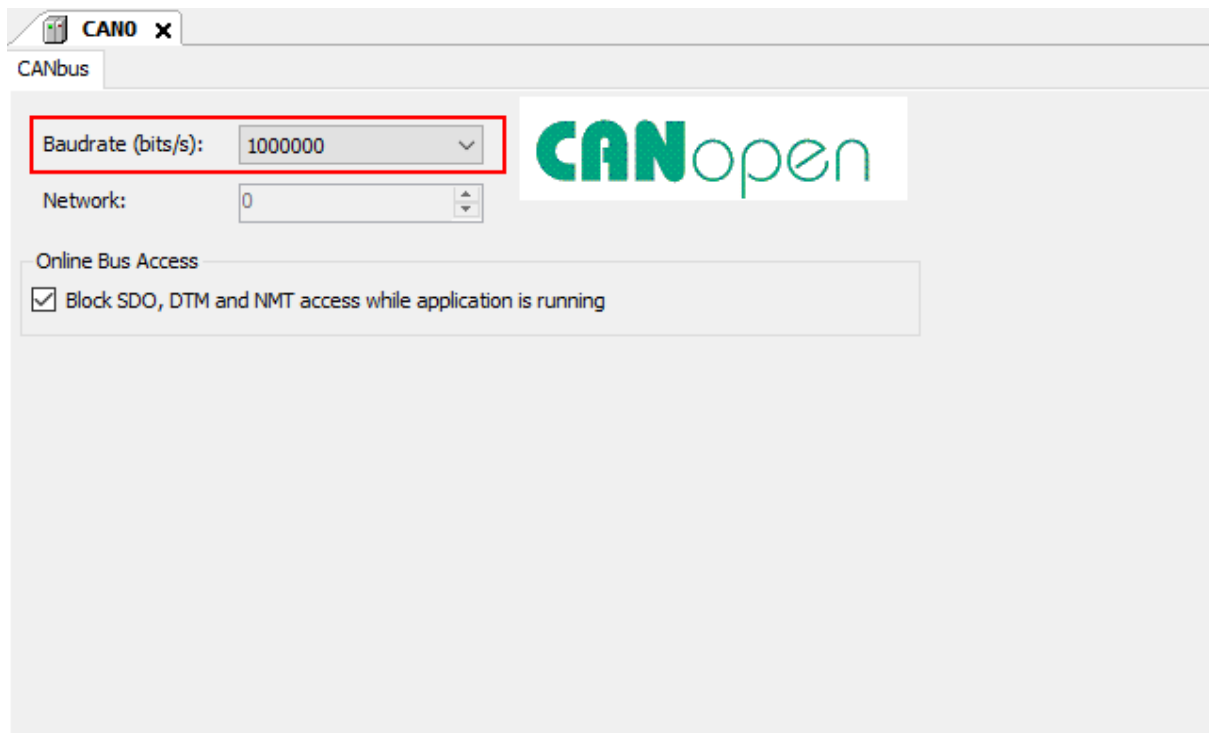 CAN0
CANbus
Baudrate (bits/s): 1000000
CANopen
Network: 0
Online Bus Access
Block SDO, DTM and NMT access while application is running